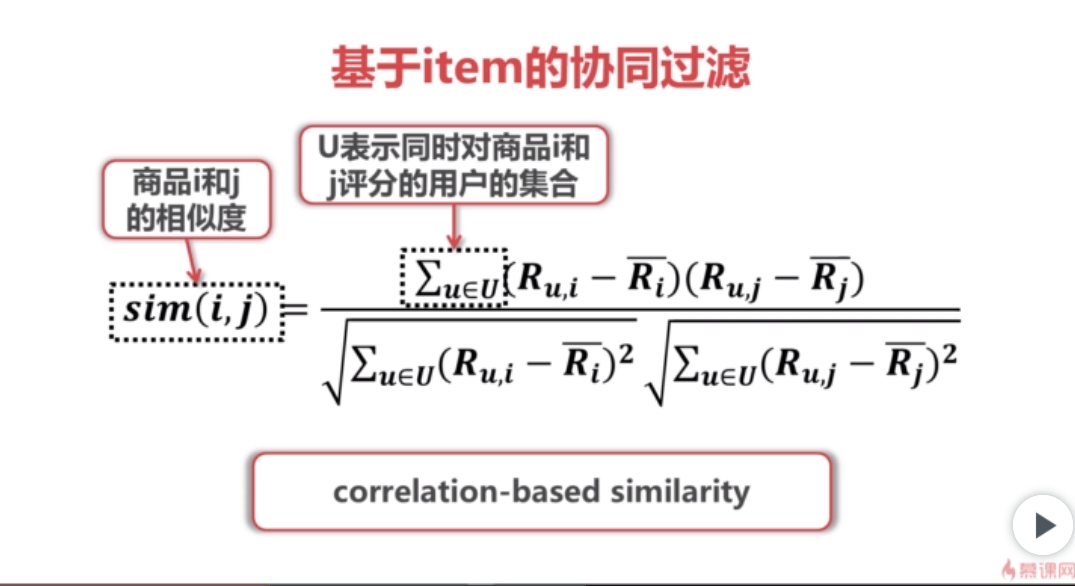 基于item的协同过滤
U表示同时对商品i和
j评分的用户的集合
商品i和j
的相似度
sim(i,j) = \frac{\sum_{u∈U}(R_{u,i} − \overline{R_i})(R_{u,j} − \overline{R_j})}{\sqrt{\sum_{u∈U}(R_{u,i} − \overline{R_i})^2} \sqrt{\sum_{u∈U}(R_{u,j} − \overline{R_j})^2}}
correlation-based similarity
慕课网